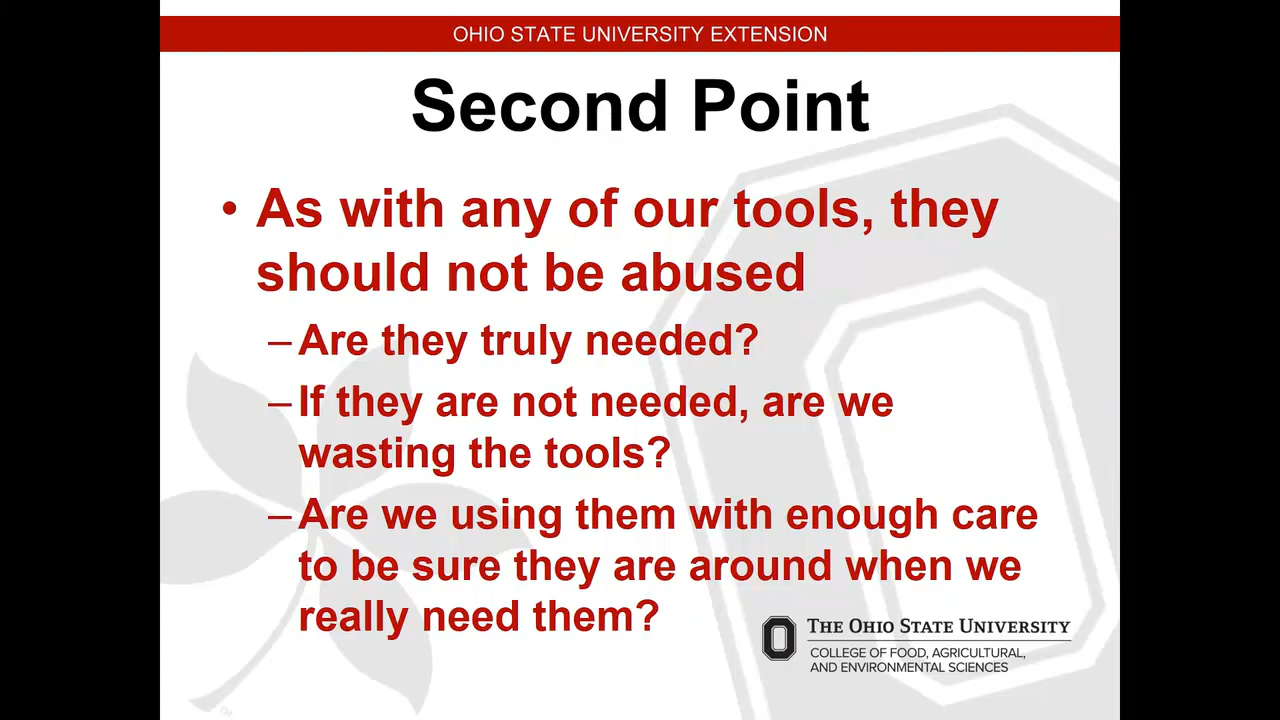 OHIO STATE UNIVERSITY EXTENSION
Second Point
• As with any of our tools, they
should not be abused
–Are they truly needed?
–If they are not needed, are we
wasting the tools?
–Are we using them with enough care
to be sure they are around when we
really need them?
THE OHIO STATE UNIVERSITY
COLLEGE OF FOOD, AGRICULTURAL,
AND ENVIRONMENTAL SCIENCES
TM